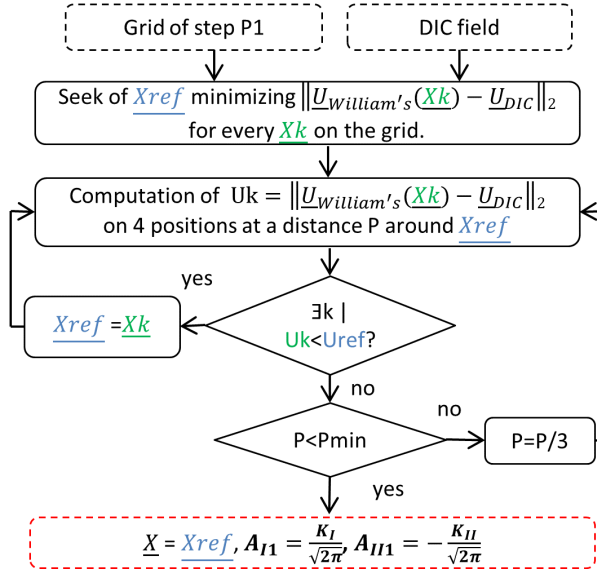 Grid of step P1
DIC field
Seek of Xref minimizing ‖U_William's(Xk) − U_DIC‖₂
for every Xk on the grid.
Computation of Uk = ‖U_William's(Xk) − U_DIC‖₂
on 4 positions at a distance P around Xref
yes
∃k |
Uk<Uref?
Xref =Xk
no
P<Pmin
no
P=P/3
yes
X = Xref, A_I1 = K_I/√2π, A_II1 = −K_II/√2π